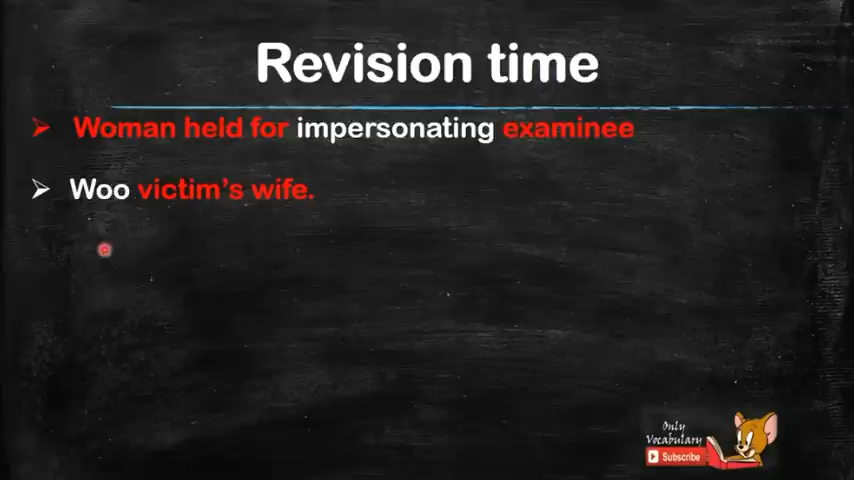 Revision time
Woman held for impersonating examinee
Woo victim's wife.
Only
Vocabulary
Subscribe